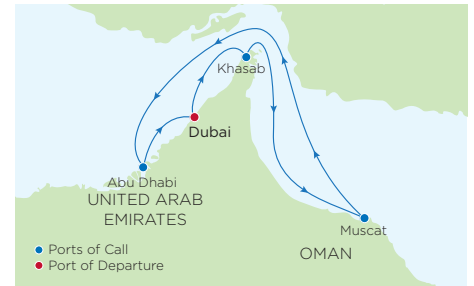 Khasab
Dubai
Abu Dhabi
UNITED ARAB
EMIRATES
Muscat
OMAN
Ports of Call
Port of Departure